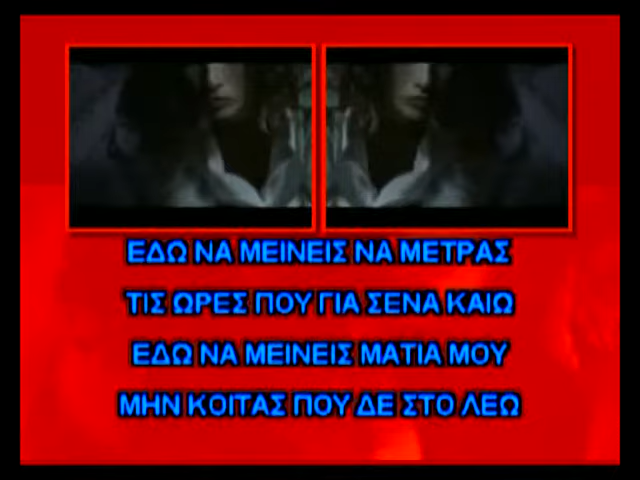 ΕΔΩ ΝΑ ΜΕΙΝΕΙΣ ΝΑ ΜΕΤΡΑΣ
ΤΙΣ ΩΡΕΣ ΠΟΥ ΓΙΑ ΣΕΝΑ ΚΑΙΩ
ΕΔΩ ΝΑ ΜΕΙΝΕΙΣ ΜΑΤΙΑ ΜΟΥ
ΜΗΝ ΚΟΙΤΑΣ ΠΟΥ ΔΕ ΣΤΟ ΛΕΩ